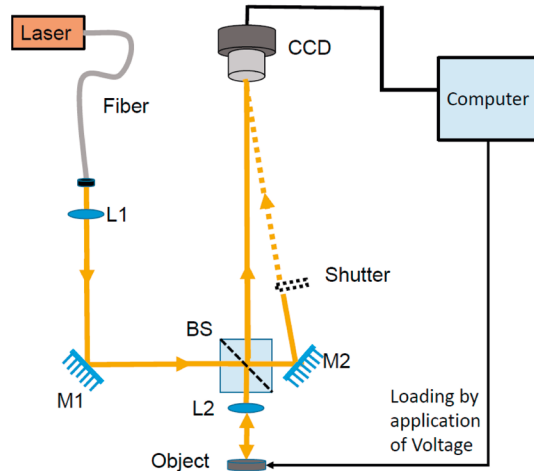 Laser
CCD
Computer
Fiber
L1
Shutter
BS
M1
M2
L2
Loading by
application
of Voltage
Object